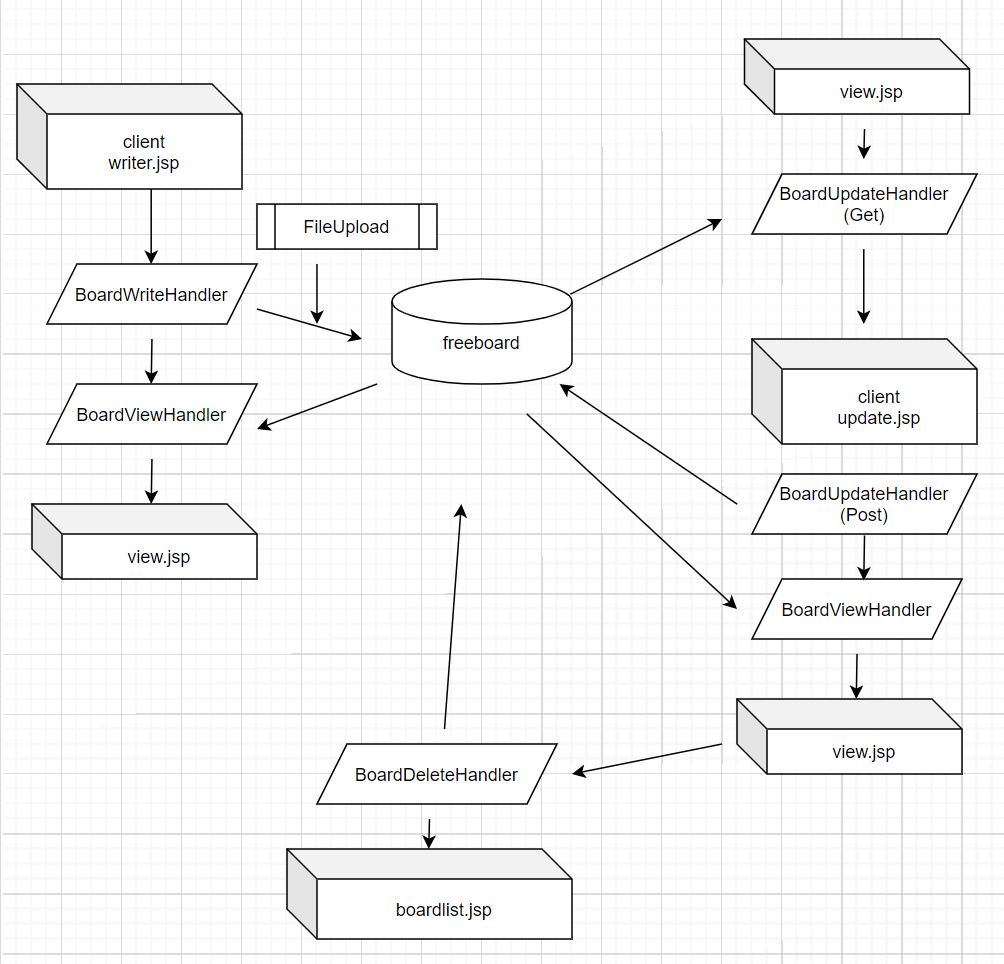 view.jsp
client
writer.jsp
BoardUpdateHandler
(Get)
FileUpload
BoardWriteHandler
freeboard
BoardViewHandler
client
update.jsp
BoardUpdateHandler
(Post)
view.jsp
BoardViewHandler
view.jsp
BoardDeleteHandler
boardlist.jsp